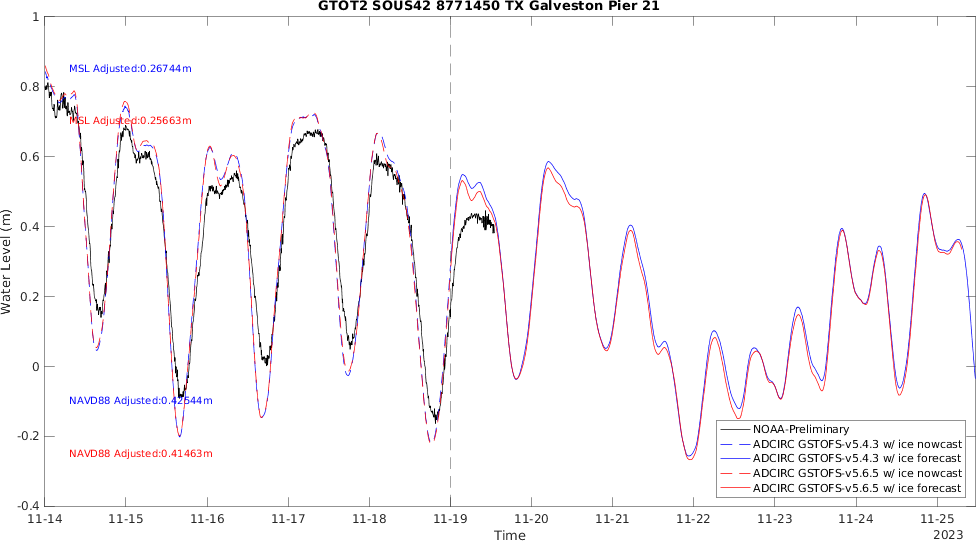 GTOT2 SOUS42 8771450 TX Galveston Pier 21
Water Level (m)
1
0.8
0.6
0.4
0.2
0
-0.2
-0.4
MSL Adjusted:0.26744m
MSL Adjusted:0.25663m
NAVD88 Adjusted:0.42544m
NAVD88 Adjusted:0.41463m
NOAA-Preliminary
ADCIRC GSTOFS-v5.4.3 w/ ice nowcast
ADCIRC GSTOFS-v5.4.3 w/ ice forecast
ADCIRC GSTOFS-v5.6.5 w/ ice nowcast
ADCIRC GSTOFS-v5.6.5 w/ ice forecast
11-14 11-15 11-16 11-17 11-18 11-19 11-20 11-21 11-22 11-23 11-24 11-25
Time
2023